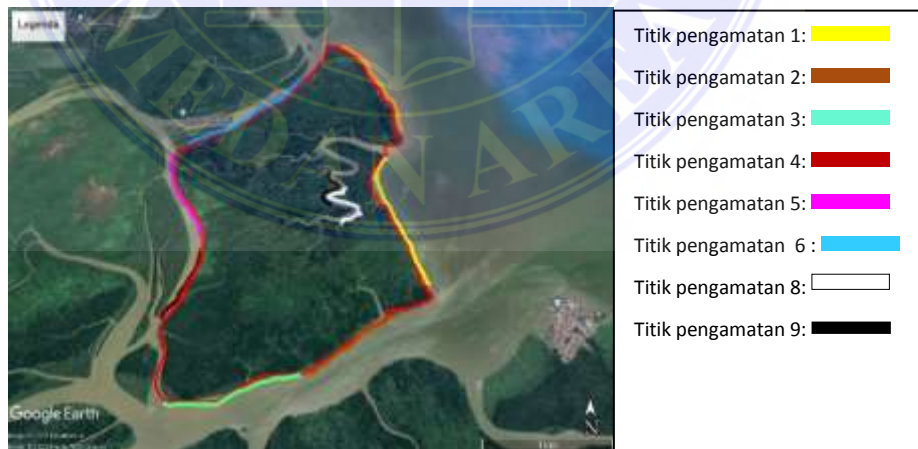 Legenda
Titik pengamatan 1:
Titik pengamatan 2:
Titik pengamatan 3:
Titik pengamatan 4:
Titik pengamatan 5:
Titik pengamatan 6 :
Titik pengamatan 8:
Titik pengamatan 9:
Google Earth
N